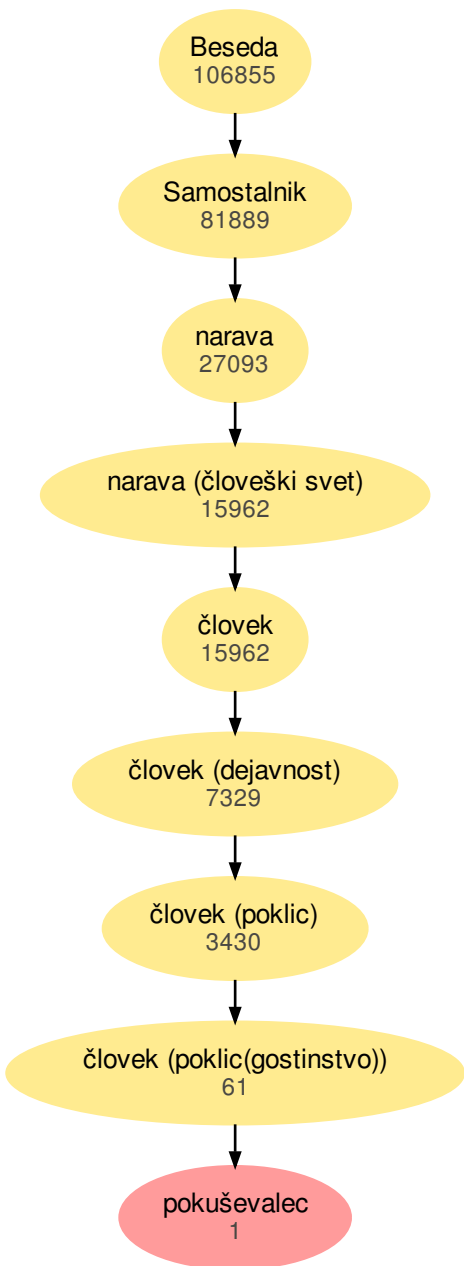 Beseda
106855
Samostalnik
81889
narava
27093
narava (človeški svet)
15962
človek
15962
človek (dejavnost)
7329
človek (poklic)
3430
človek (poklic(gostinstvo))
61
pokuševalec
1